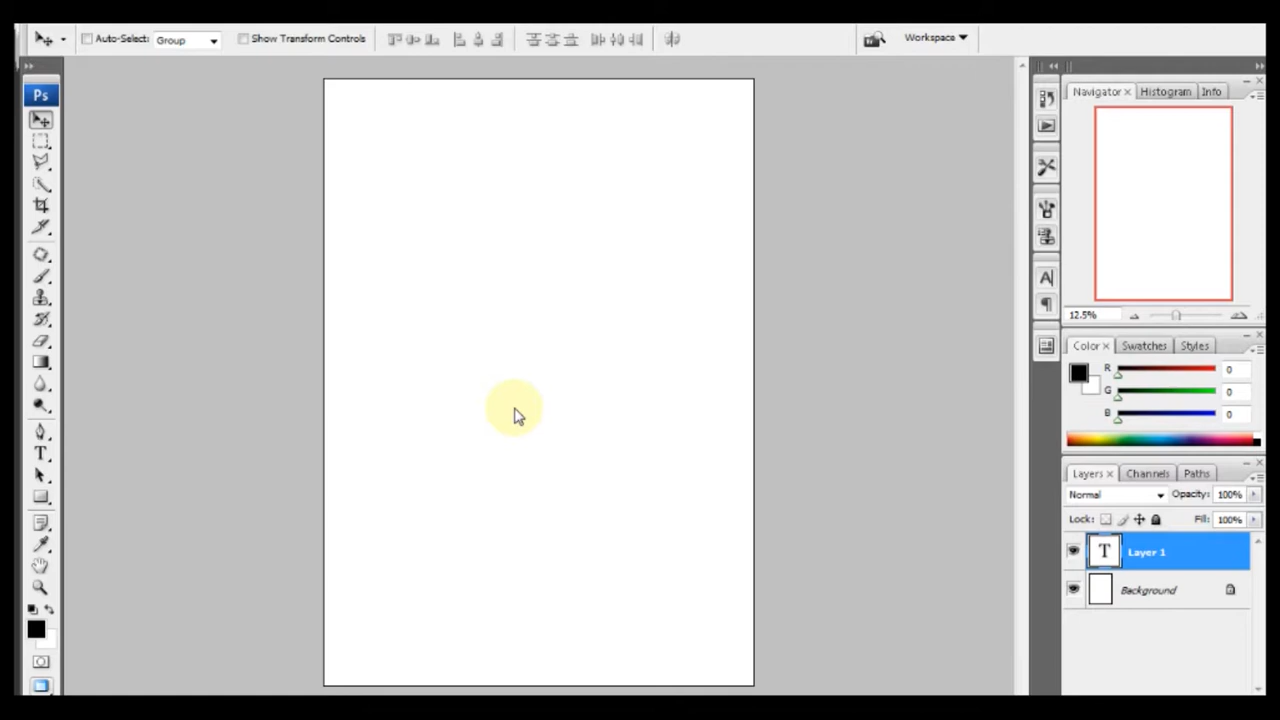 Auto-Select: Group Show Transform Controls Workspace
Ps
Navigator Histogram Info
12.5%
Color Swatches Styles
R 0
G 0
B 0
Layers Channels Paths
Normal Opacity: 100%
Lock: Fill: 100%
T Layer 1
Background